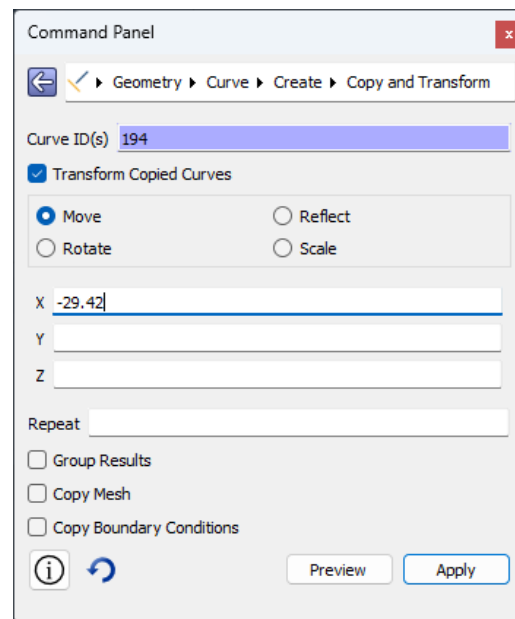 Command Panel
x
Geometry Curve Create Copy and Transform
Curve ID(s) 194
Transform Copied Curves
Move Reflect
Rotate Scale
X -29.42
Y
Z
Repeat
Group Results
Copy Mesh
Copy Boundary Conditions
i Preview Apply